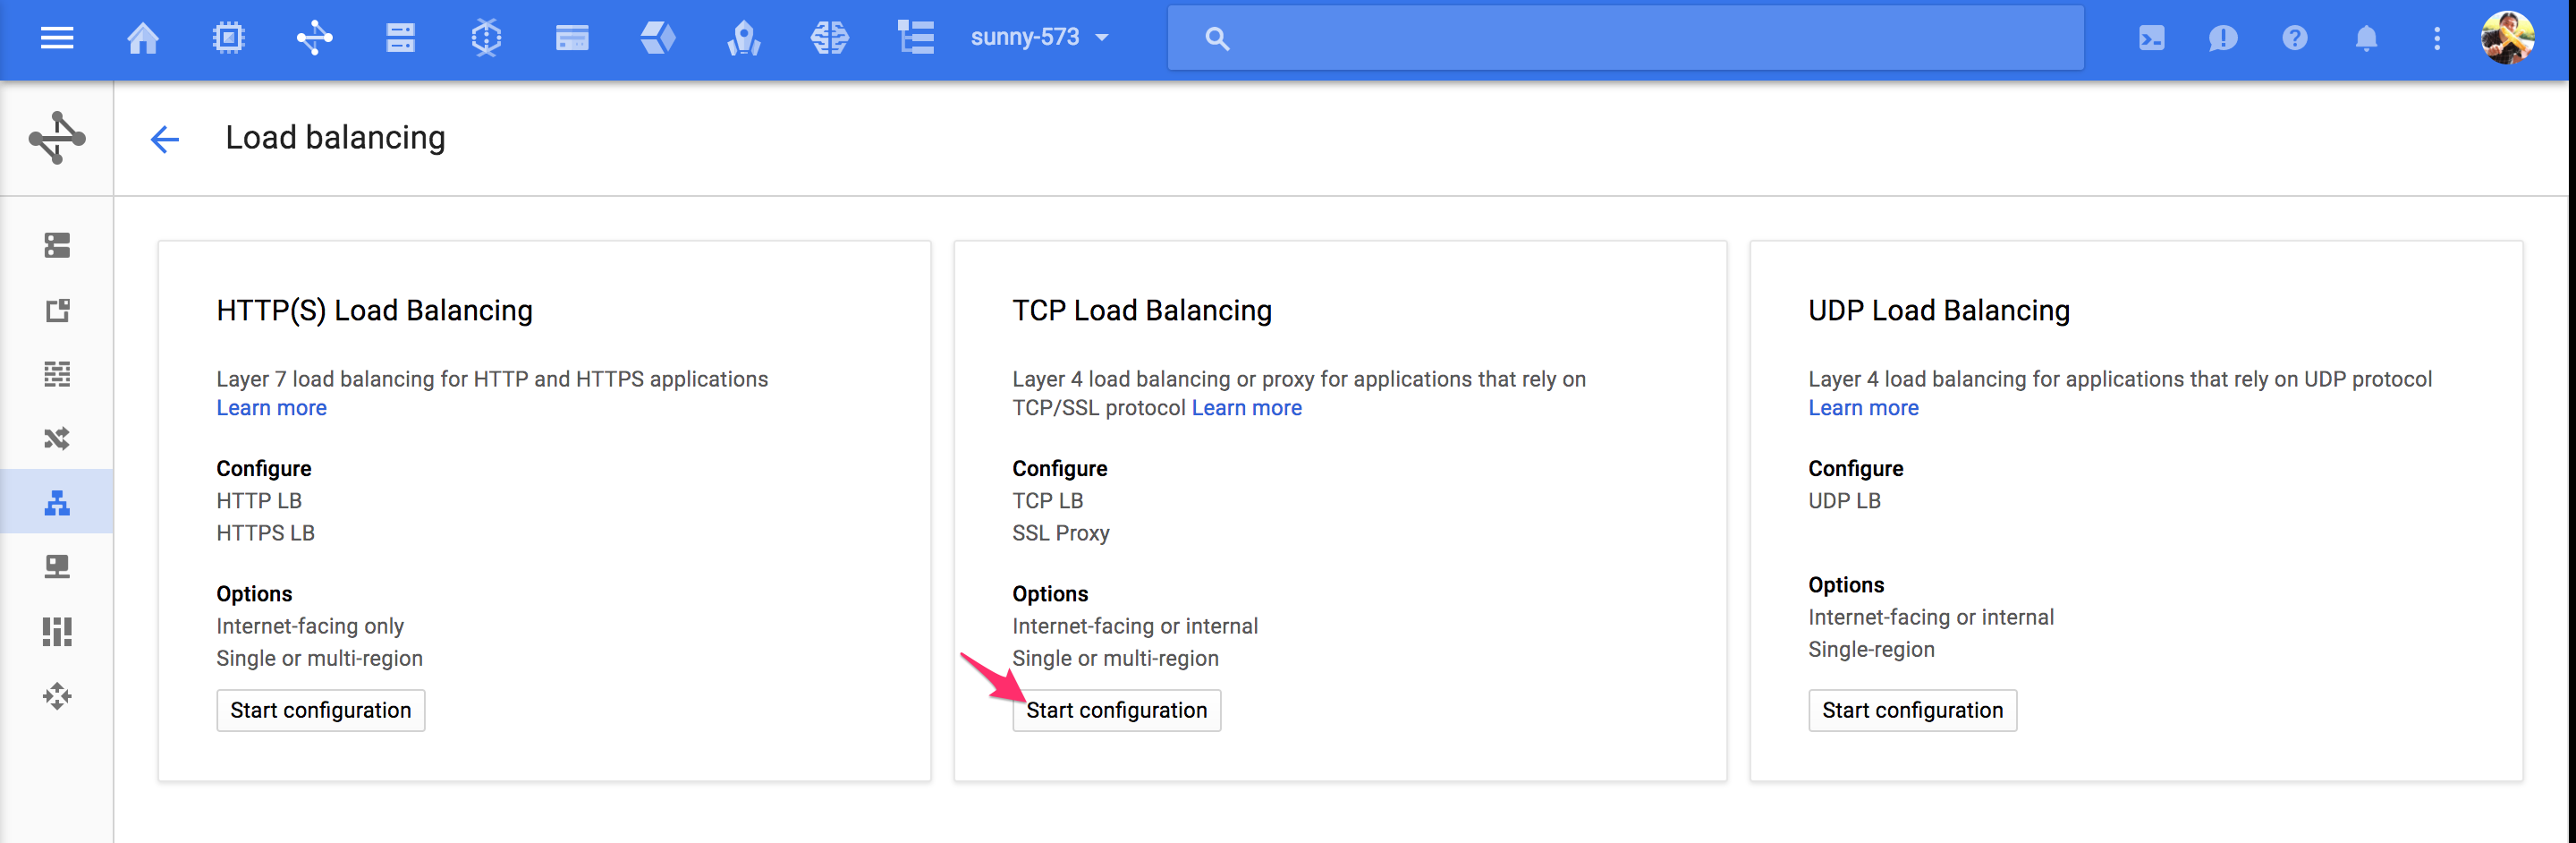 sunny-573
Load balancing
HTTP(S) Load Balancing
Layer 7 load balancing for HTTP and HTTPS applications
Learn more
Configure
HTTP LB
HTTPS LB
Options
Internet-facing only
Single or multi-region
Start configuration
TCP Load Balancing
Layer 4 load balancing or proxy for applications that rely on
TCP/SSL protocol Learn more
Configure
TCP LB
SSL Proxy
Options
Internet-facing or internal
Single or multi-region
Start configuration
UDP Load Balancing
Layer 4 load balancing for applications that rely on UDP protocol
Learn more
Configure
UDP LB
Options
Internet-facing or internal
Single-region
Start configuration